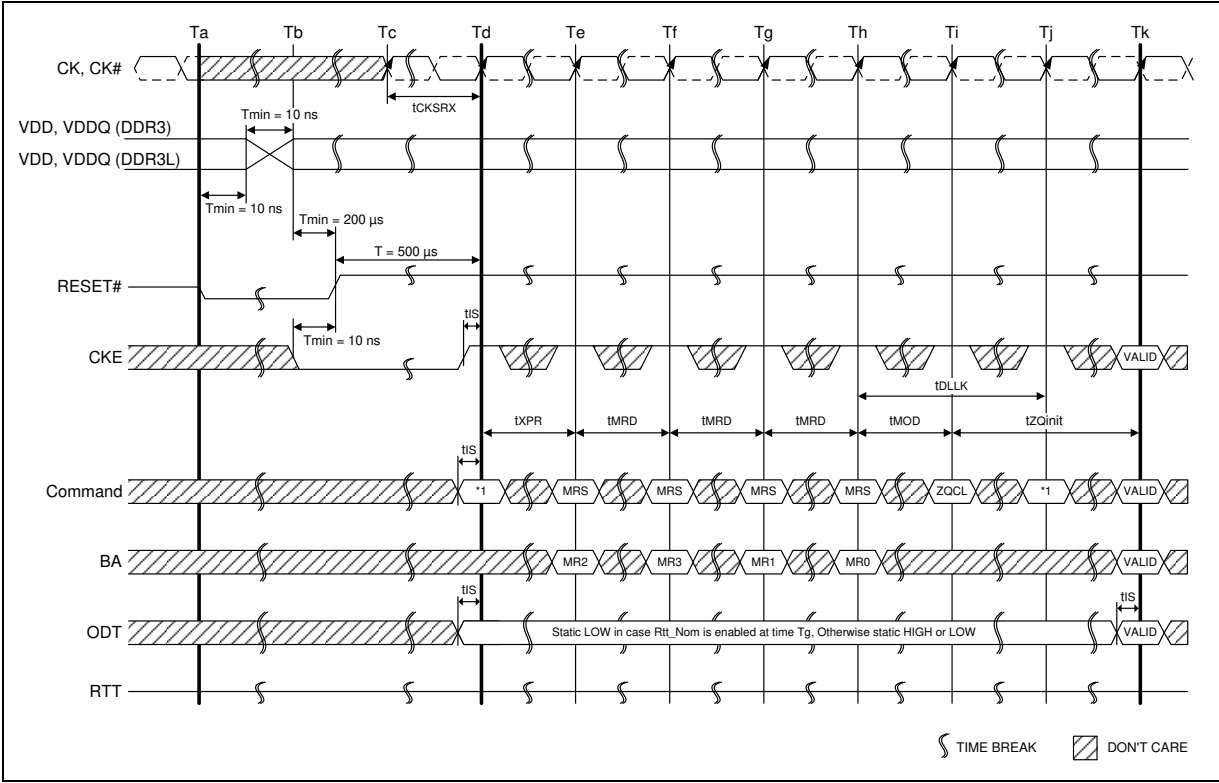 Ta Tb Tc Td Te Tf Tg Th Ti Tj Tk
CK, CK#
tCKSRX
Tmin = 10 ns
VDD, VDDQ (DDR3)
VDD, VDDQ (DDR3L)
Tmin = 10 ns
Tmin = 200 µs
T = 500 µs
RESET#
tIS
Tmin = 10 ns
CKE VALID
tDLLK
tXPR tMRD tMRD tMRD tMOD tZQinit
tIS
Command *1 MRS MRS MRS MRS ZQCL *1 VALID
BA MR2 MR3 MR1 MR0 VALID
tIS tIS
ODT Static LOW in case Rtt_Nom is enabled at time Tg, Otherwise static HIGH or LOW VALID
RTT
TIME BREAK DON'T CARE